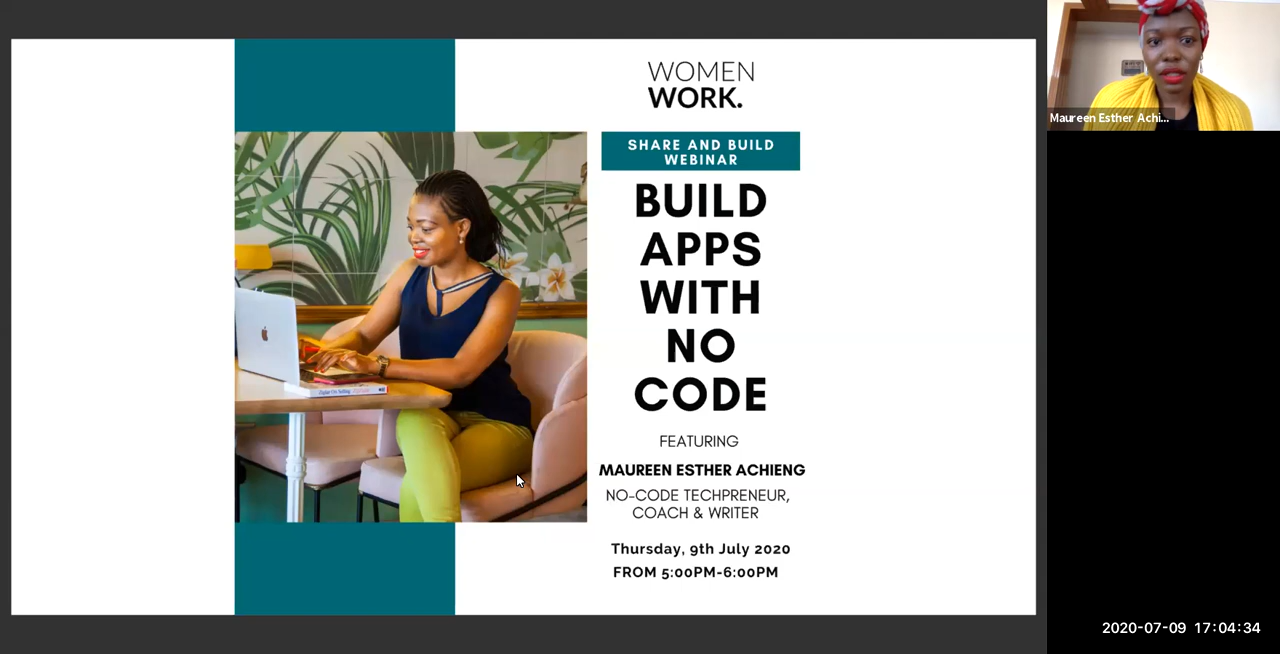 WOMEN
WORK.
SHARE AND BUILD
WEBINAR
BUILD
APPS
WITH
NO
CODE
FEATURING
MAUREEN ESTHER ACHIENG
NO-CODE TECHPRENEUR,
COACH & WRITER
Thursday, 9th July 2020
FROM 5:00PM-6:00PM
Maureen Esther Achi...
2020-07-09 17:04:34